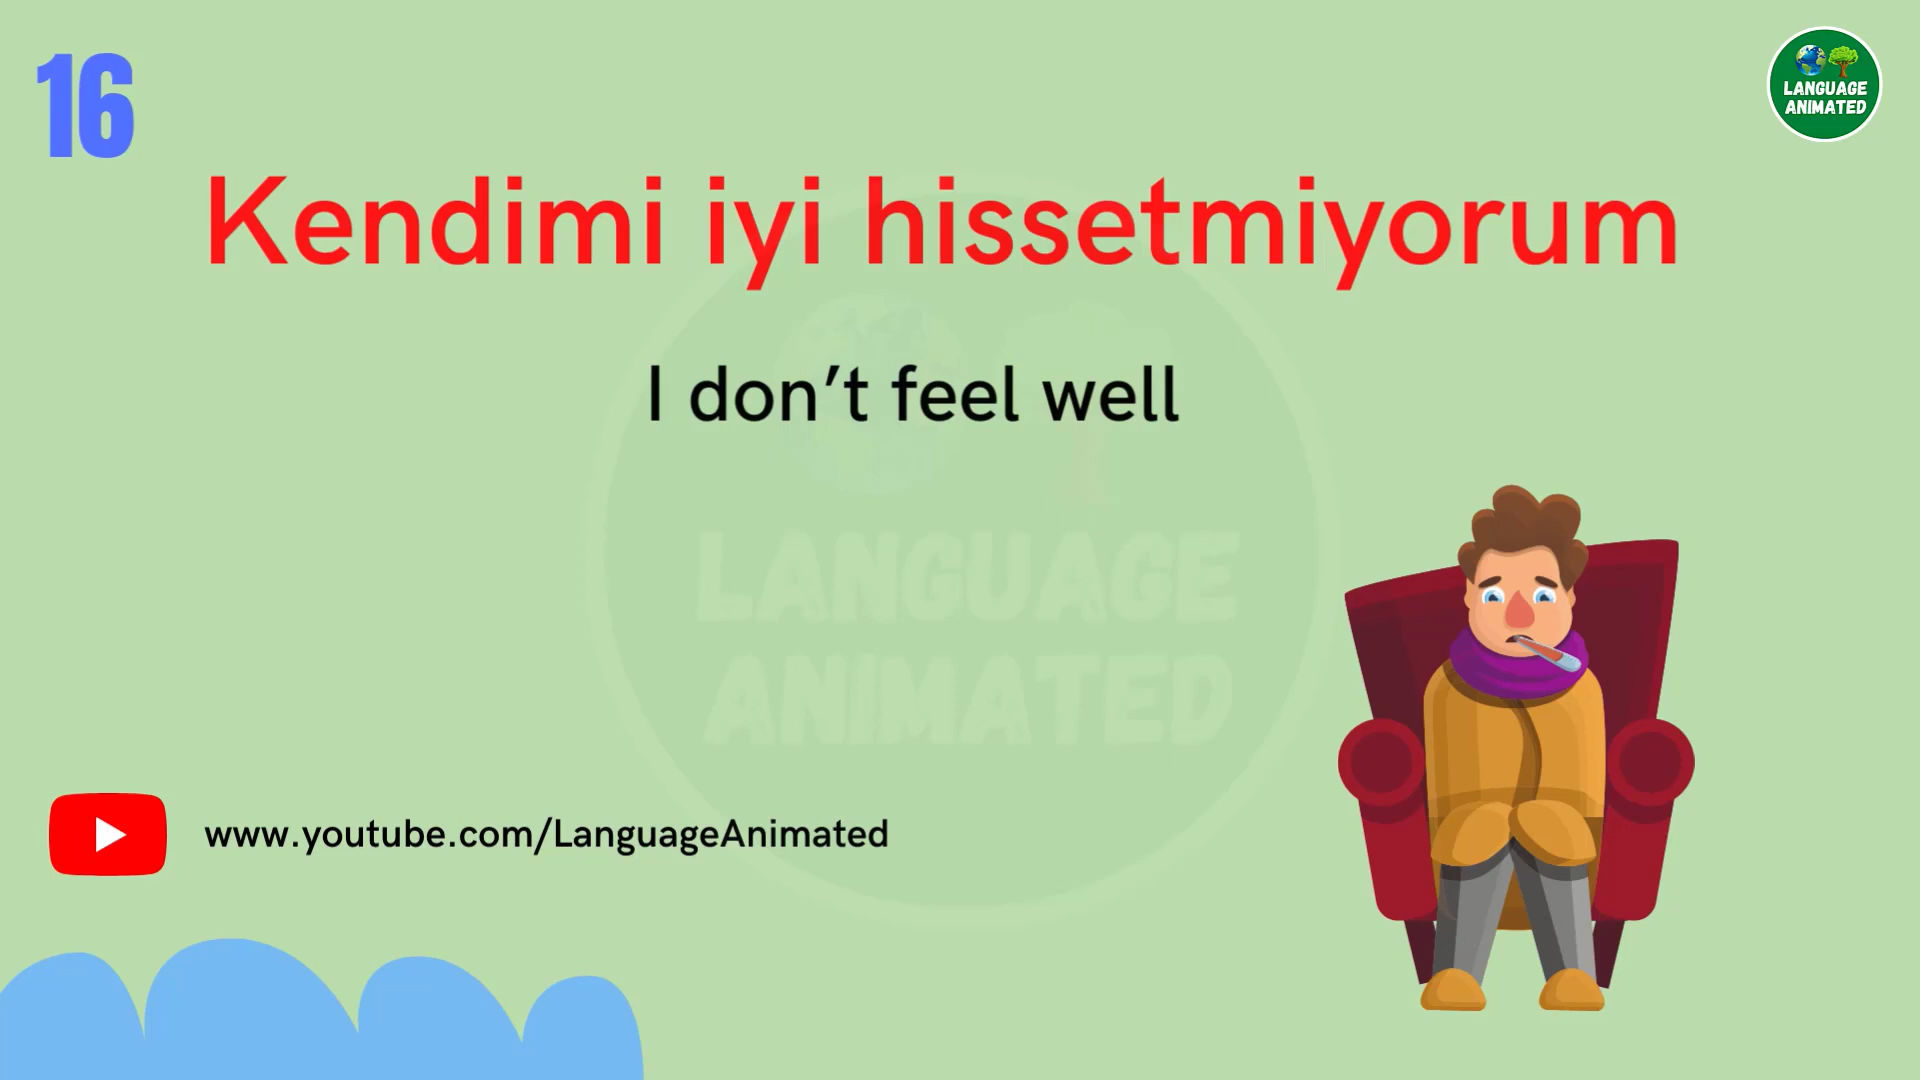 16
LANGUAGE
ANIMATED
Kendimi iyi hissetmiyorum
I don’t feel well
LANGUAGE
ANIMATED
www.youtube.com/LanguageAnimated